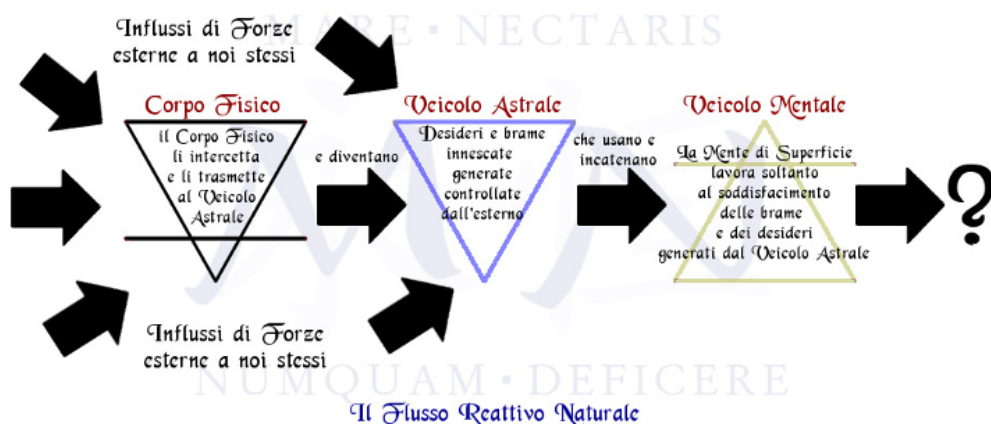 MARE · NECTARIS
Influssi di Forze
esterne a noi stessi
Corpo Fisico
il Corpo Fisico
li intercetta
e li trasmette
al Veicolo
Astrale
e diventano
Veicolo Astrale
Desideri e brame
innescate
generate
controllate
dall'esterno
che usano e
incatenano
Veicolo Mentale
La Mente di Superficie
lavora soltanto
al soddisfacimento
delle brame
e dei desideri
generati dal Veicolo Astrale
?
Influssi di Forze
esterne a noi stessi
NUMQUAM · DEFICERE
Il Flusso Reattivo Naturale